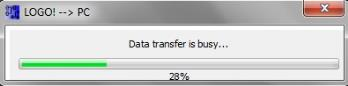 LOGO! --> PC
Data transfer is busy...
28%